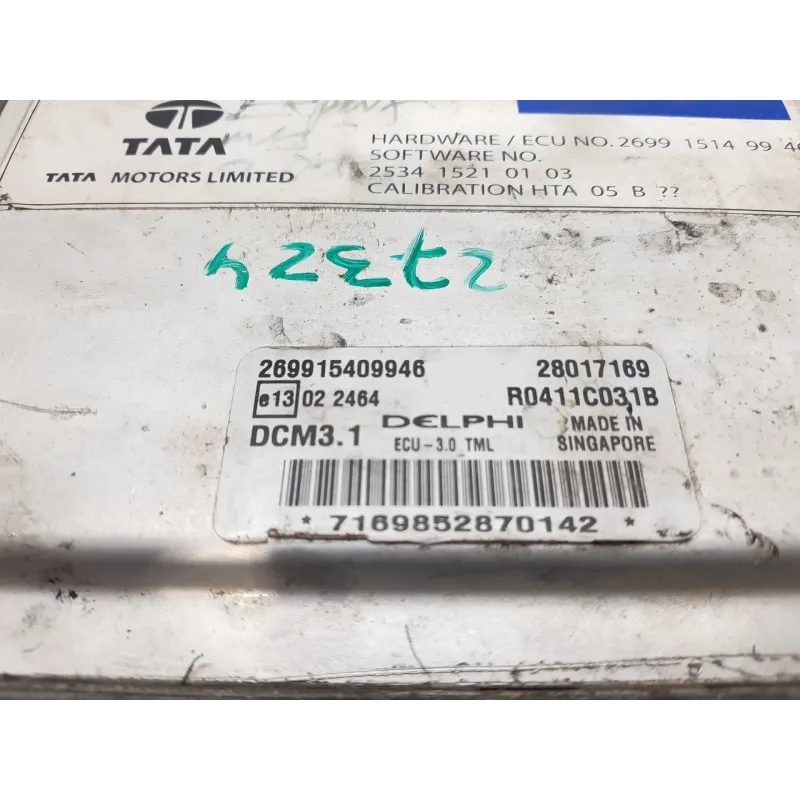 TATA
TATA MOTORS LIMITED
HARDWARE / ECU NO. 2699 1514 99
SOFTWARE NO.
2534 1521 01 03
CALIBRATION HTA 05 B ??
269915409946
28017169
e13 02 2464
R0411C031B
DCM3.1
DELPHI
ECU-3.0 TML
MADE IN
SINGAPORE
* 7169852870142 *